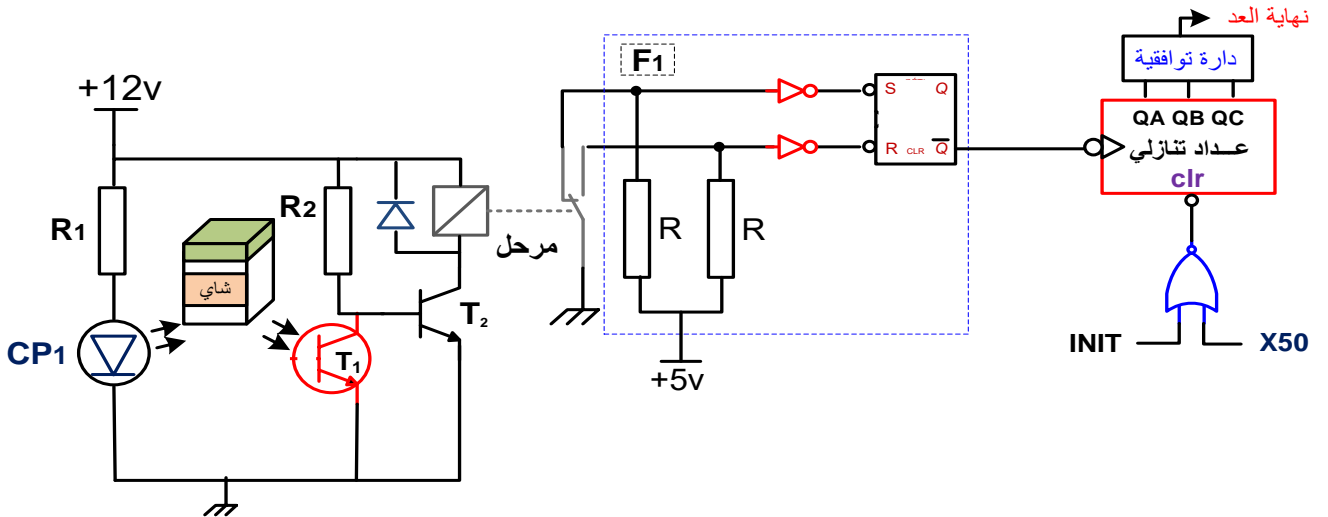 نهاية العد
دارة توافقية
QA QB QC
عــداد تنازلي
clr
INIT
X50
F1
S Q
R CLR Q̅
R
R
+5v
+12v
R1
R2
شاي
مرحل
CP1
T1
T2